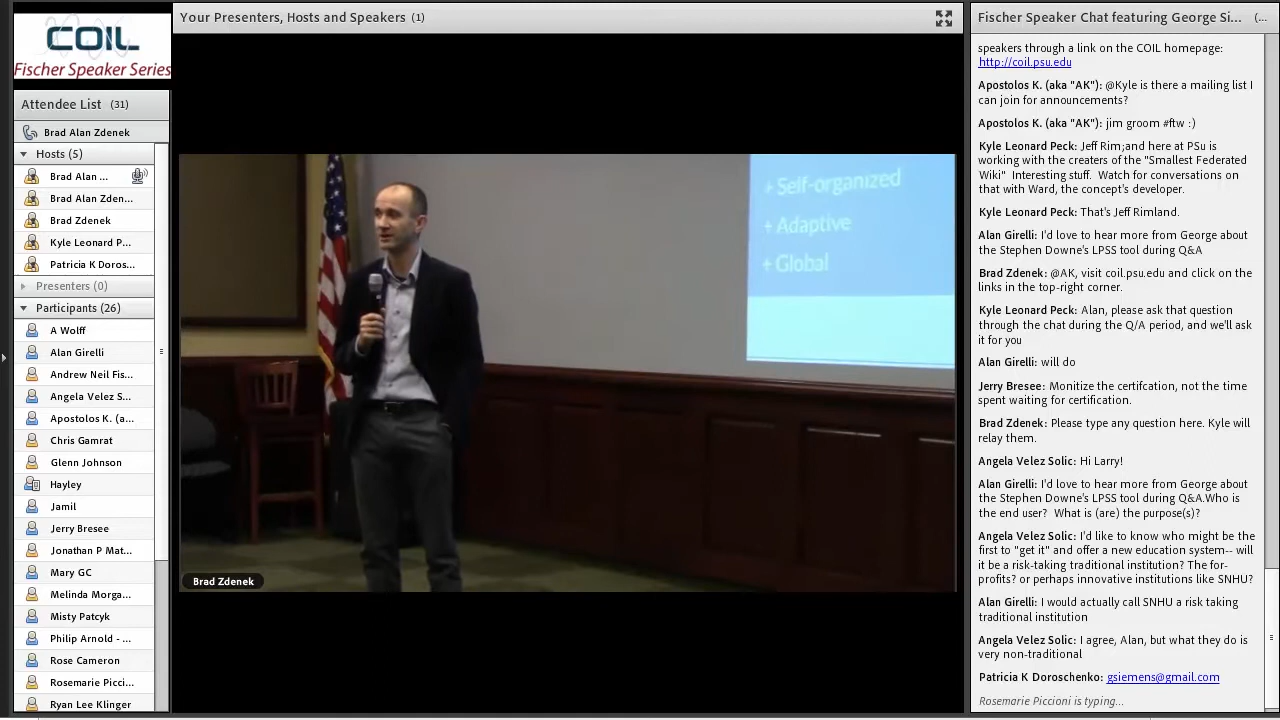 COIL
Fischer Speaker Series
Attendee List (31)
Brad Alan Zdenek
Hosts (5)
Brad Alan ...
Brad Alan Zden...
Brad Zdenek
Kyle Leonard P...
Patricia K Doros...
Presenters (0)
Participants (26)
A Wolff
Alan Girelli
Andrew Neil Fis...
Angela Velez S...
Apostolos K. (a...
Chris Gamrat
Glenn Johnson
Hayley
Jamil
Jerry Bresee
Jonathan P Mat...
Mary GC
Melinda Morga...
Misty Patcyk
Philip Arnold - ...
Rose Cameron
Rosemarie Picci...
Ryan Lee Klinger
Your Presenters, Hosts and Speakers (1)
+ Self-organized
+ Adaptive
+ Global
Brad Zdenek
Fischer Speaker Chat featuring George Si... (...
speakers through a link on the COIL homepage:
http://coil.psu.edu
Apostolos K. (aka "AK"): @Kyle is there a mailing list I
can join for announcements?
Apostolos K. (aka "AK"): jim groom #ftw :)
Kyle Leonard Peck: Jeff Rim;and here at PSu is
working with the creators of the "Smallest Federated
Wiki" Interesting stuff. Watch for conversations on
that with Ward, the concept's developer.
Kyle Leonard Peck: That's Jeff Rimland.
Alan Girelli: I'd love to hear more from George about
the Stephen Downe's LPSS tool during Q&A
Brad Zdenek: @AK, visit coil.psu.edu and click on the
links in the top-right corner.
Kyle Leonard Peck: Alan, please ask that question
through the chat during the Q/A period, and we'll ask
it for you
Alan Girelli: will do
Jerry Bresee: Monitize the certifcation, not the time
spent waiting for certification.
Brad Zdenek: Please type any question here. Kyle will
relay them.
Angela Velez Solic: Hi Larry!
Alan Girelli: I'd love to hear more from George about
the Stephen Downe's LPSS tool during Q&A.Who is
the end user? What is (are) the purpose(s)?
Angela Velez Solic: I'd like to know who might be the
first to "get it" and offer a new education system-- will
it be a risk-taking traditional institution? The for-
profits? or perhaps innovative institutions like SNHU?
Alan Girelli: I would actually call SNHU a risk taking
traditional institution
Angela Velez Solic: I agree, Alan, but what they do is
very non-traditional
Patricia K Doroschenko: gsiemens@gmail.com
Rosemarie Piccioni is typing...